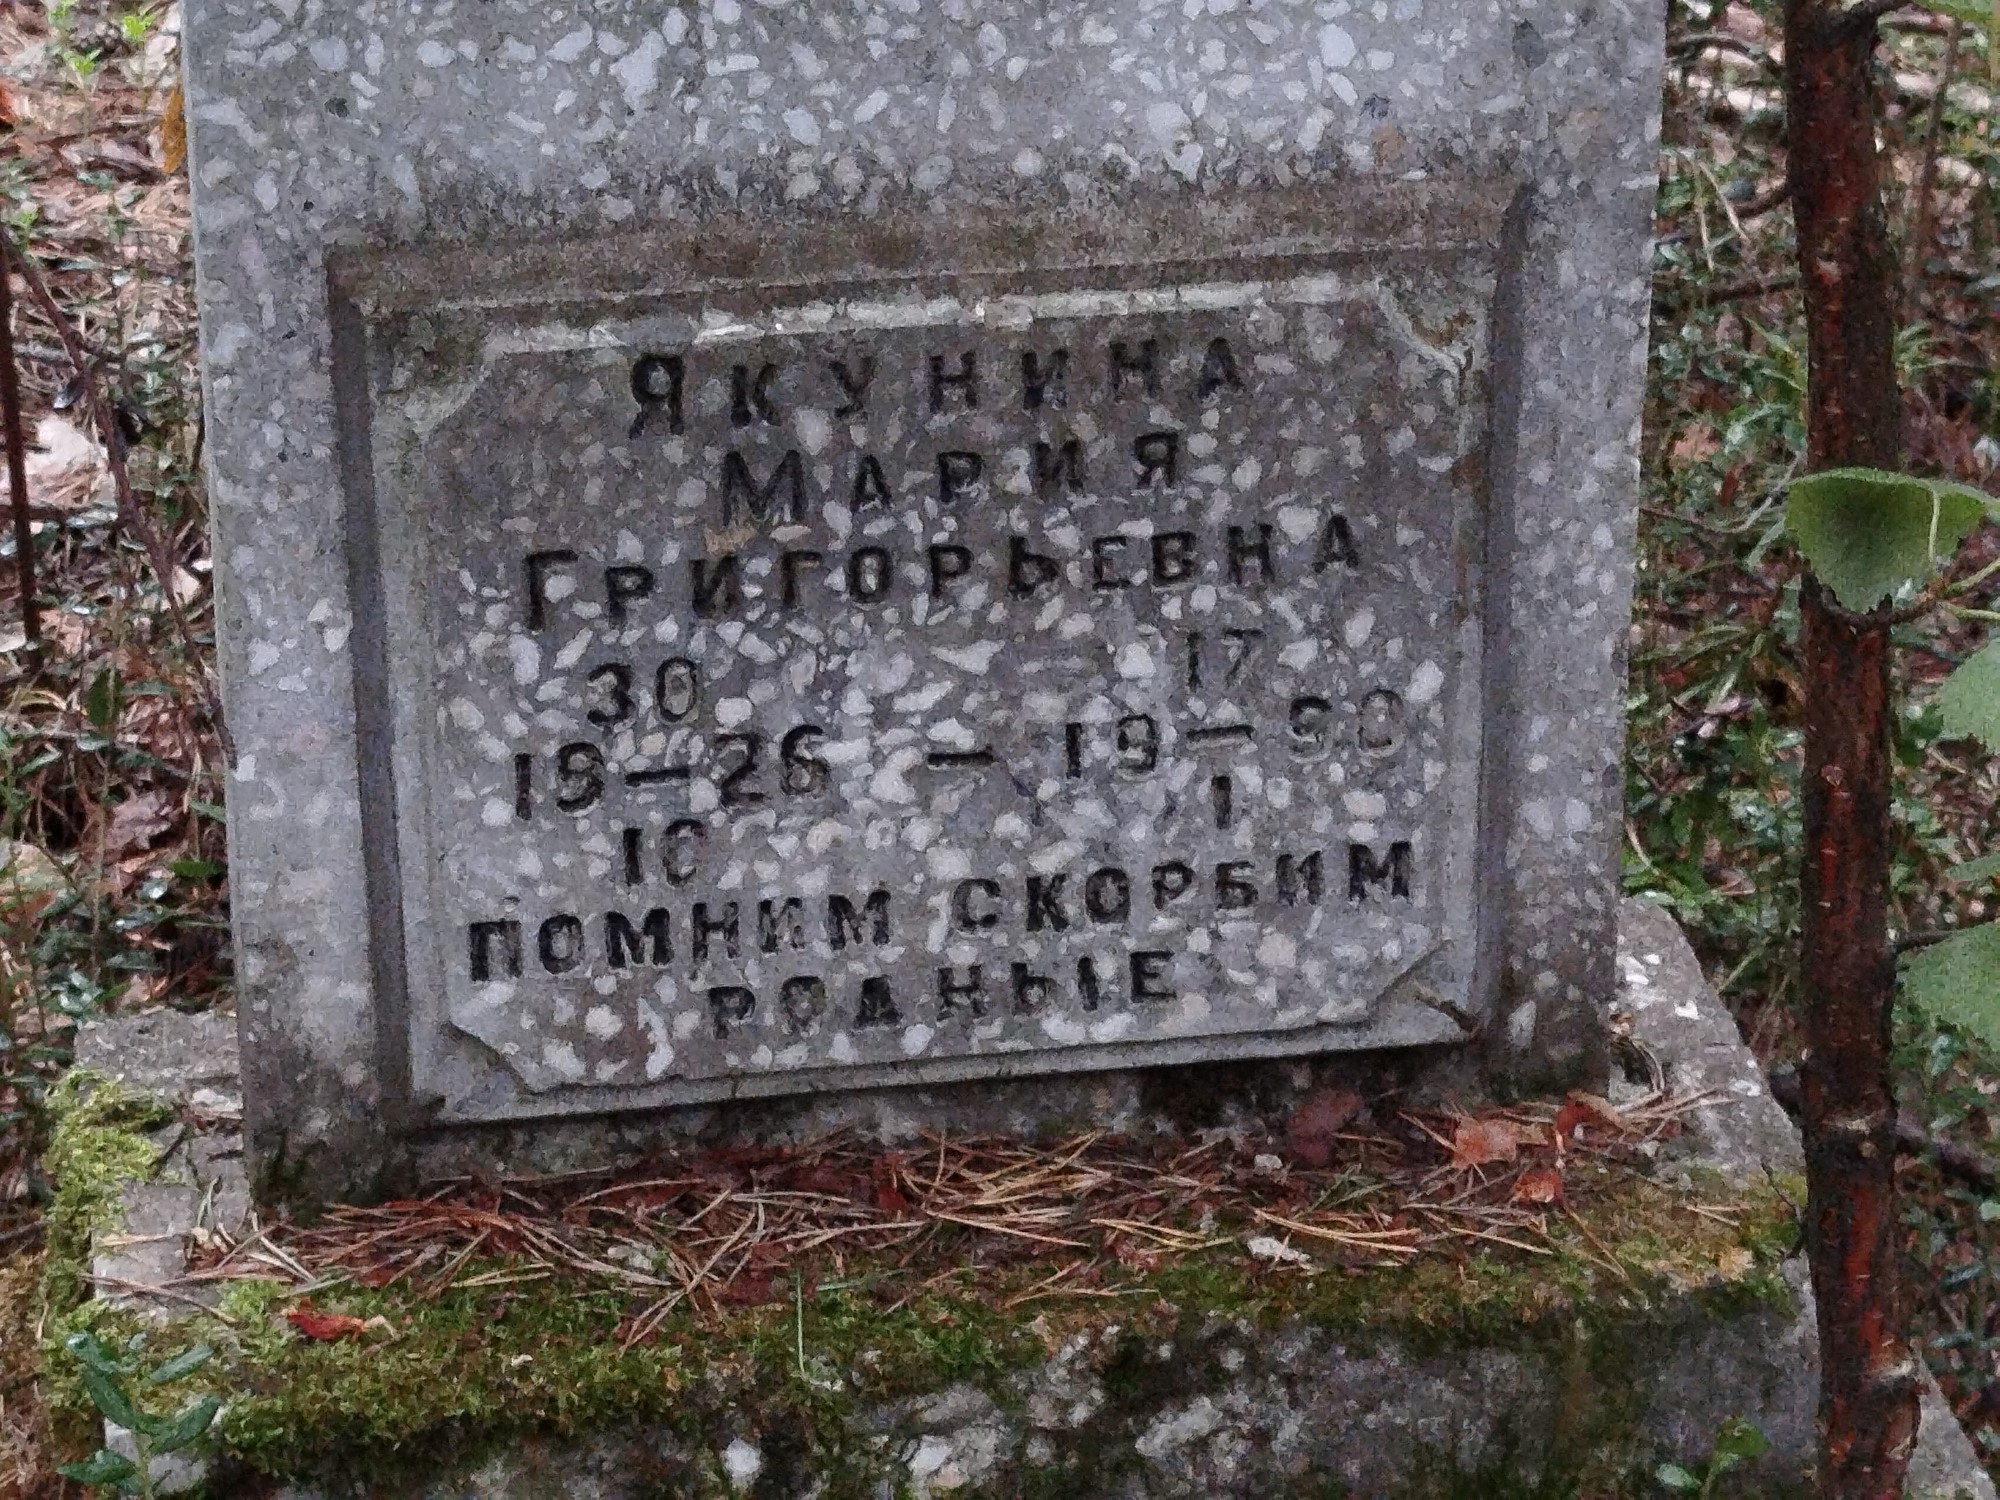 ЯКУНИНА
МАРИЯ
ГРИГОРЬЕВНА
30 17
19—26 — 19—90
10 1
ПОМНИМ СКОРБИМ
РОДНЫЕ